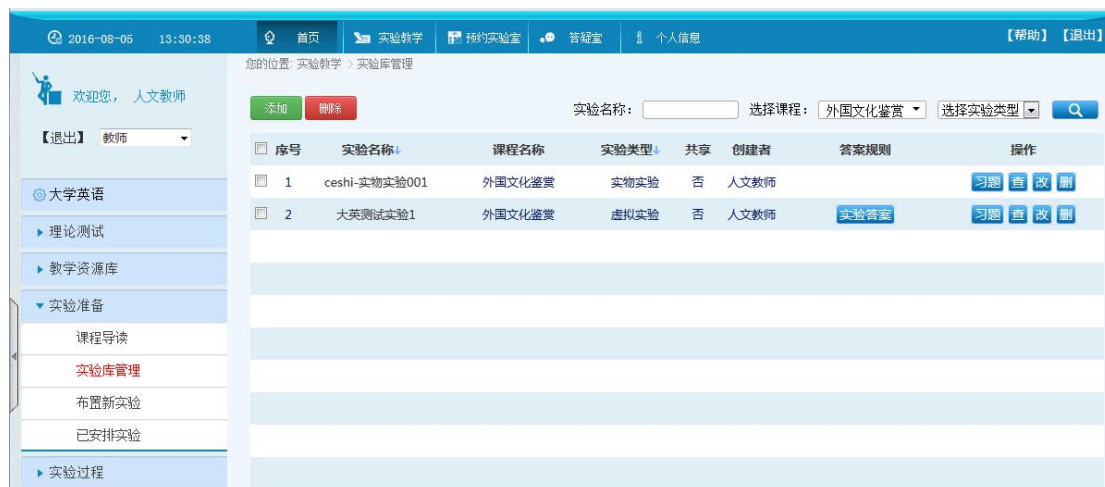 2016-08-05 13:30:38 首页 实验教学 预约实验室 答疑室 个人信息 【帮助】 【退出】
您的位置: 实验教学 > 实验库管理
欢迎您， 人文教师
【退出】 教师
添加 删除 实验名称： 选择课程： 外国文化鉴赏 选择实验类型
序号 实验名称↓ 课程名称 实验类型↓ 共享 创建者 答案规则 操作
1 ceshi-实物实验001 外国文化鉴赏 实物实验 否 人文教师 习题 查 改 删
2 大英测试实验1 外国文化鉴赏 虚拟实验 否 人文教师 实验答案 习题 查 改 删
大学英语
理论测试
教学资源库
实验准备
课程导读
实验库管理
布置新实验
已安排实验
实验过程